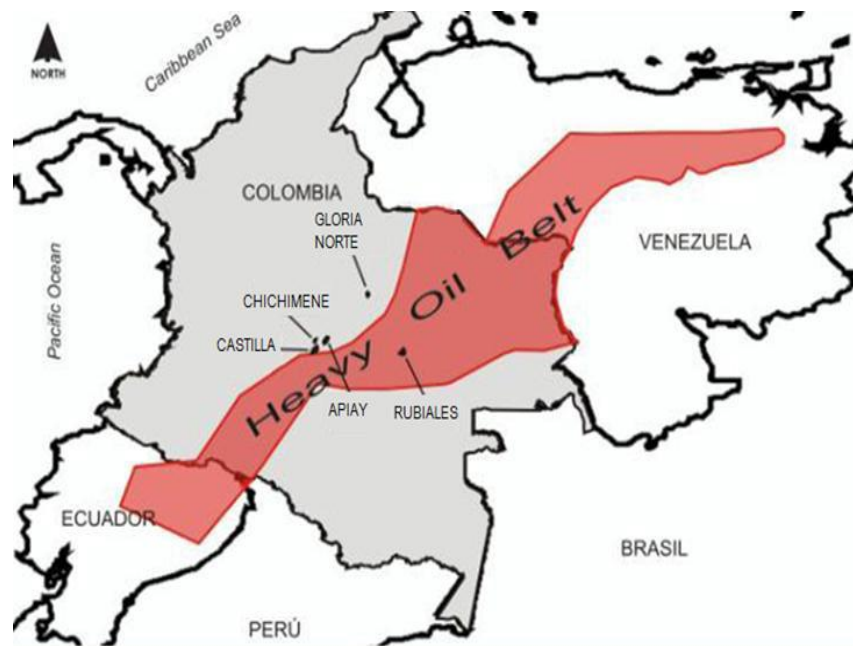 Caribbean Sea
NORTH
COLOMBIA
GLORIA
NORTE
VENEZUELA
Pacific Ocean
CHICHIMENE
CASTILLA
Heavy Oil Belt
APIAY
RUBIALES
ECUADOR
BRASIL
PERÚ